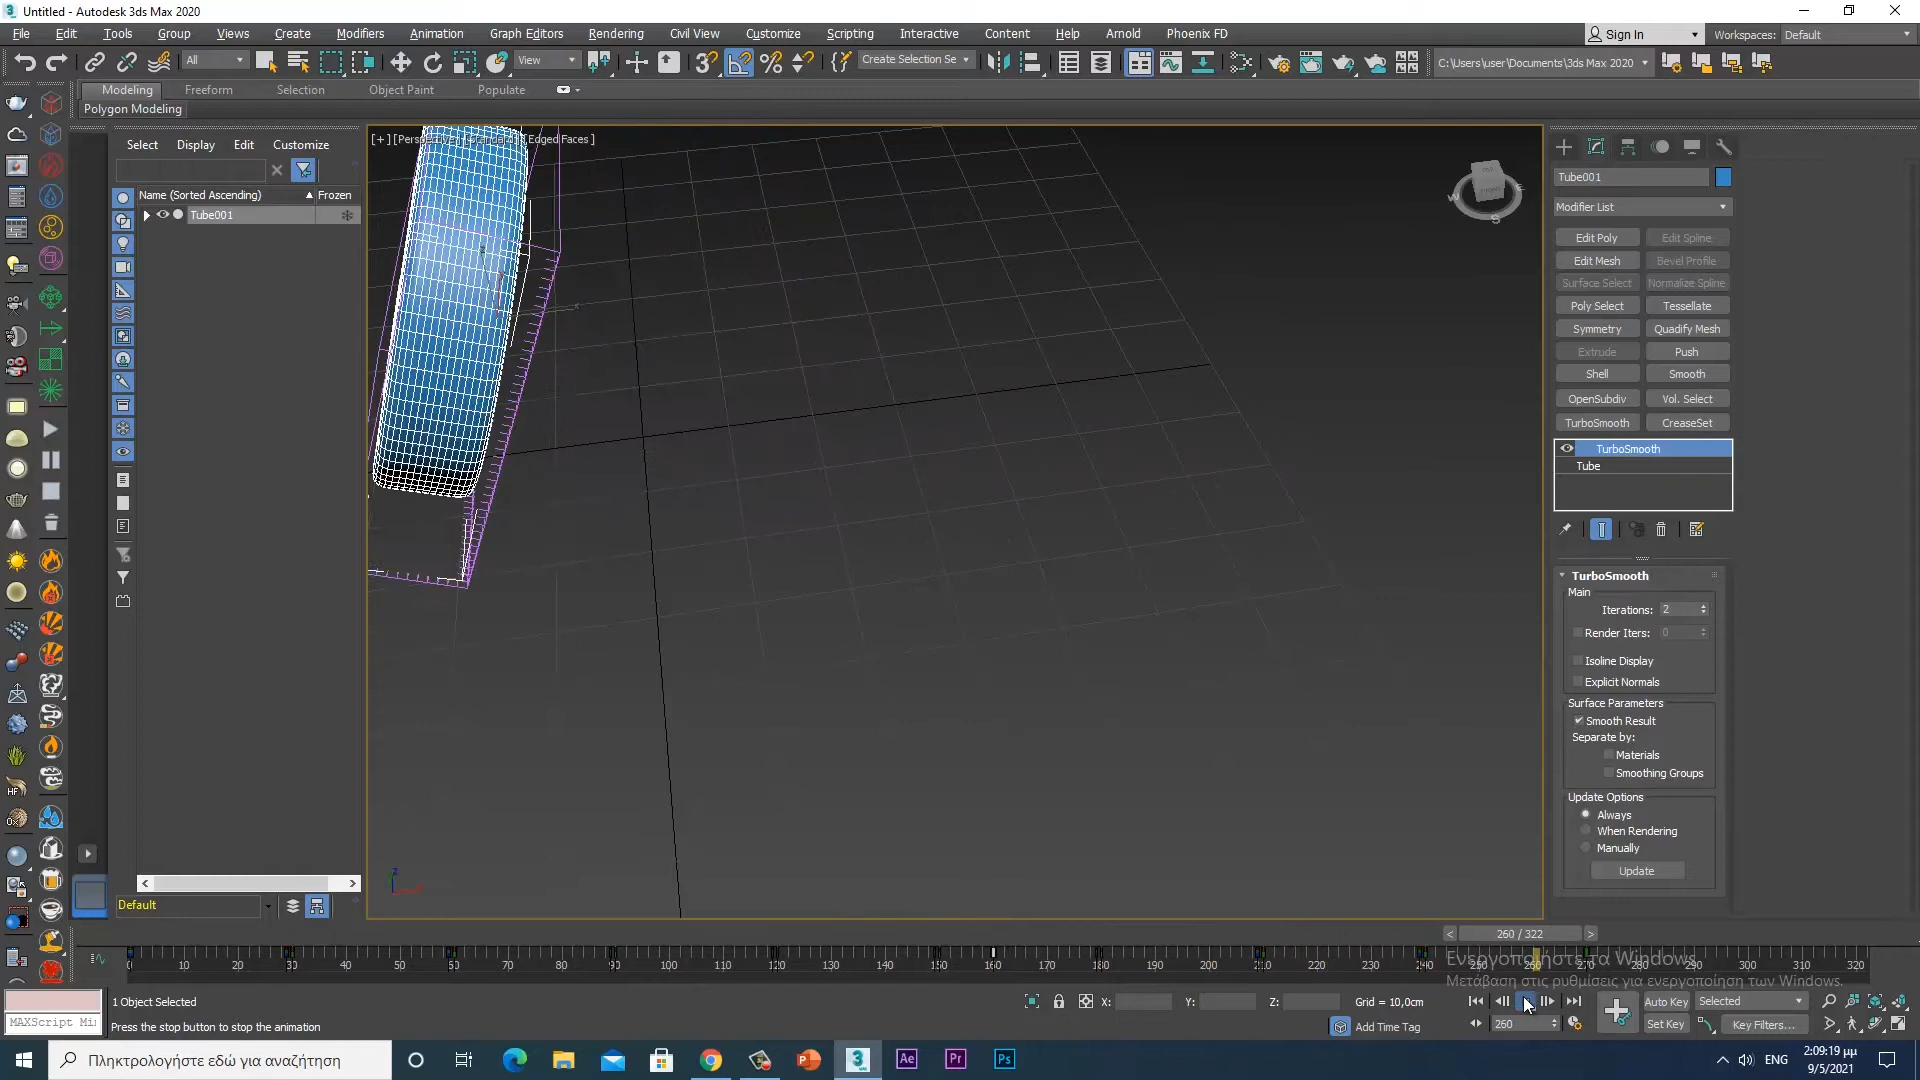 Untitled - Autodesk 3ds Max 2020
File Edit Tools Group Views Create Modifiers Animation Graph Editors Rendering Civil View Customize Scripting Interactive Content Help Arnold Phoenix FD
Sign In
Workspaces: Default
All
View
Create Selection Se
C:\Users\user\Documents\3ds Max 2020
Modeling Freeform Selection Object Paint Populate
Polygon Modeling
Select Display Edit Customize
Name (Sorted Ascending) Frozen
Tube001
Default
[+] [Edged Faces]
Tube001
Modifier List
Edit Poly Edit Spline
Edit Mesh Bevel Profile
Surface Select Normalize Spline
Poly Select Tessellate
Symmetry Quadify Mesh
Extrude Push
Shell Smooth
OpenSubdiv Vol. Select
TurboSmooth CreaseSet
TurboSmooth
Tube
TurboSmooth
Main
Iterations: 2
Render Iters: 0
Isoline Display
Explicit Normals
Surface Parameters
Smooth Result
Separate by:
Materials
Smoothing Groups
Update Options
Always
When Rendering
Manually
Update
< 260 / 322 >
0 10 20 30 40 50 60 70 80 90 100 110 120 130 140 150 160 170 180 190 200 210 220 230 240 250 260 270 280 290 300 310 320
Ενεργοποιήστε τα Windows
Μετάβαση στις ρυθμίσεις για ενεργοποίηση των Windows.
1 Object Selected
X: Y: Z: Grid = 10,0cm
Auto Key Selected
MAXScript Mi
Press the stop button to stop the animation
Add Time Tag
260
Set Key Key Filters...
Πληκτρολογήστε εδώ για αναζήτηση
Ae Pr Ps
ENG
2:09:19 μμ
9/5/2021